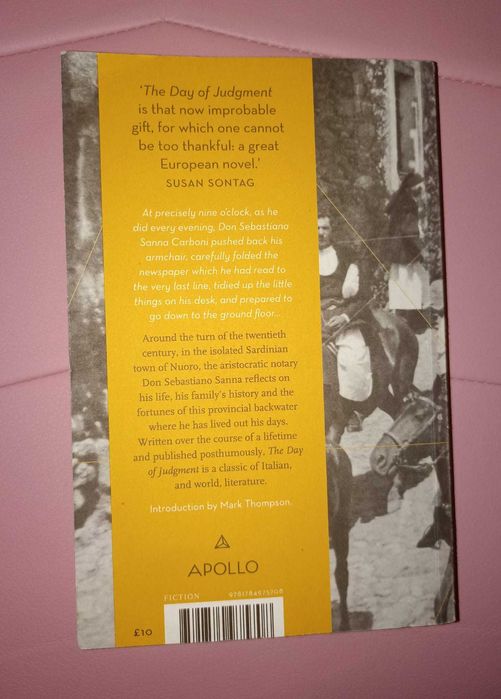 ‘The Day of Judgment
is that now improbable
gift, for which one cannot
be too thankful: a great
European novel.’
SUSAN SONTAG
At precisely nine o’clock, as he
did every evening, Don Sebastiano
Sanna Carboni pushed back his
armchair, carefully folded the
newspaper which he had read to
the very last line, tidied up the little
things on his desk, and prepared to
go down to the ground floor...
Around the turn of the twentieth
century, in the isolated Sardinian
town of Nuoro, the aristocratic notary
Don Sebastiano Sanna reflects on
his life, his family’s history and the
fortunes of this provincial backwater
where he has lived out his days.
Written over the course of a lifetime
and published posthumously, The Day
of Judgment is a classic of Italian,
and world, literature.
Introduction by Mark Thompson.
APOLLO
FICTION 9781784975708
£10